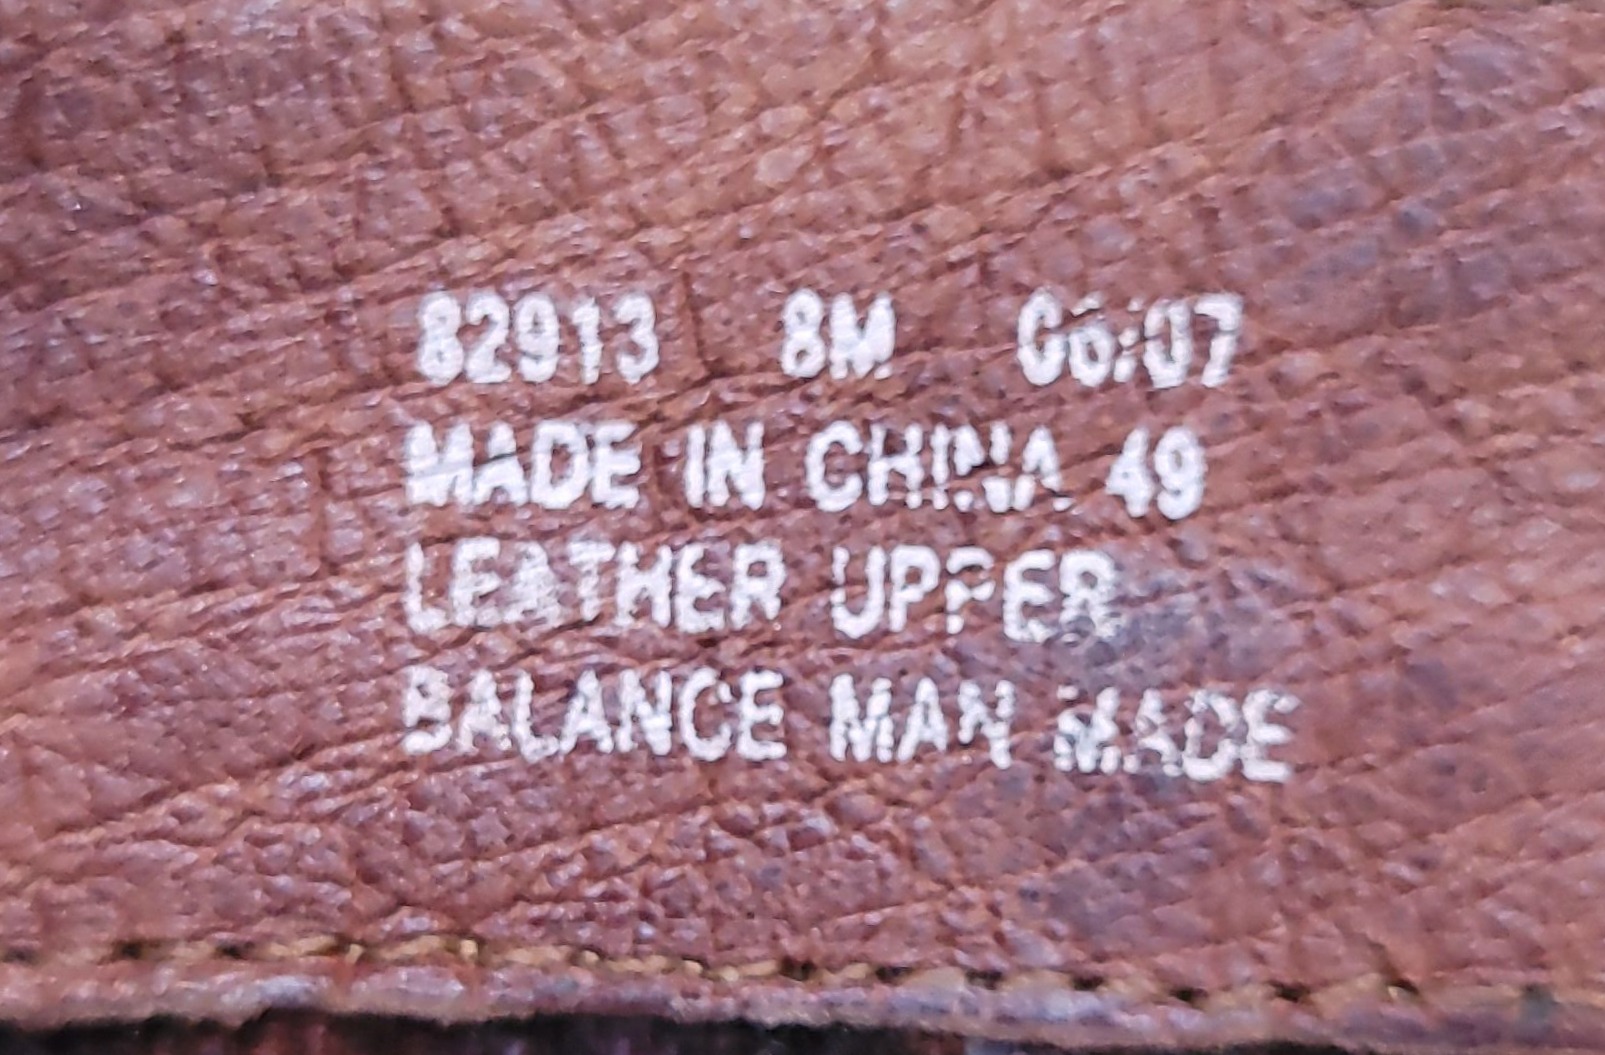 82913 8M 06:07
MADE IN CHINA 49
LEATHER UPPER
BALANCE MAN MADE